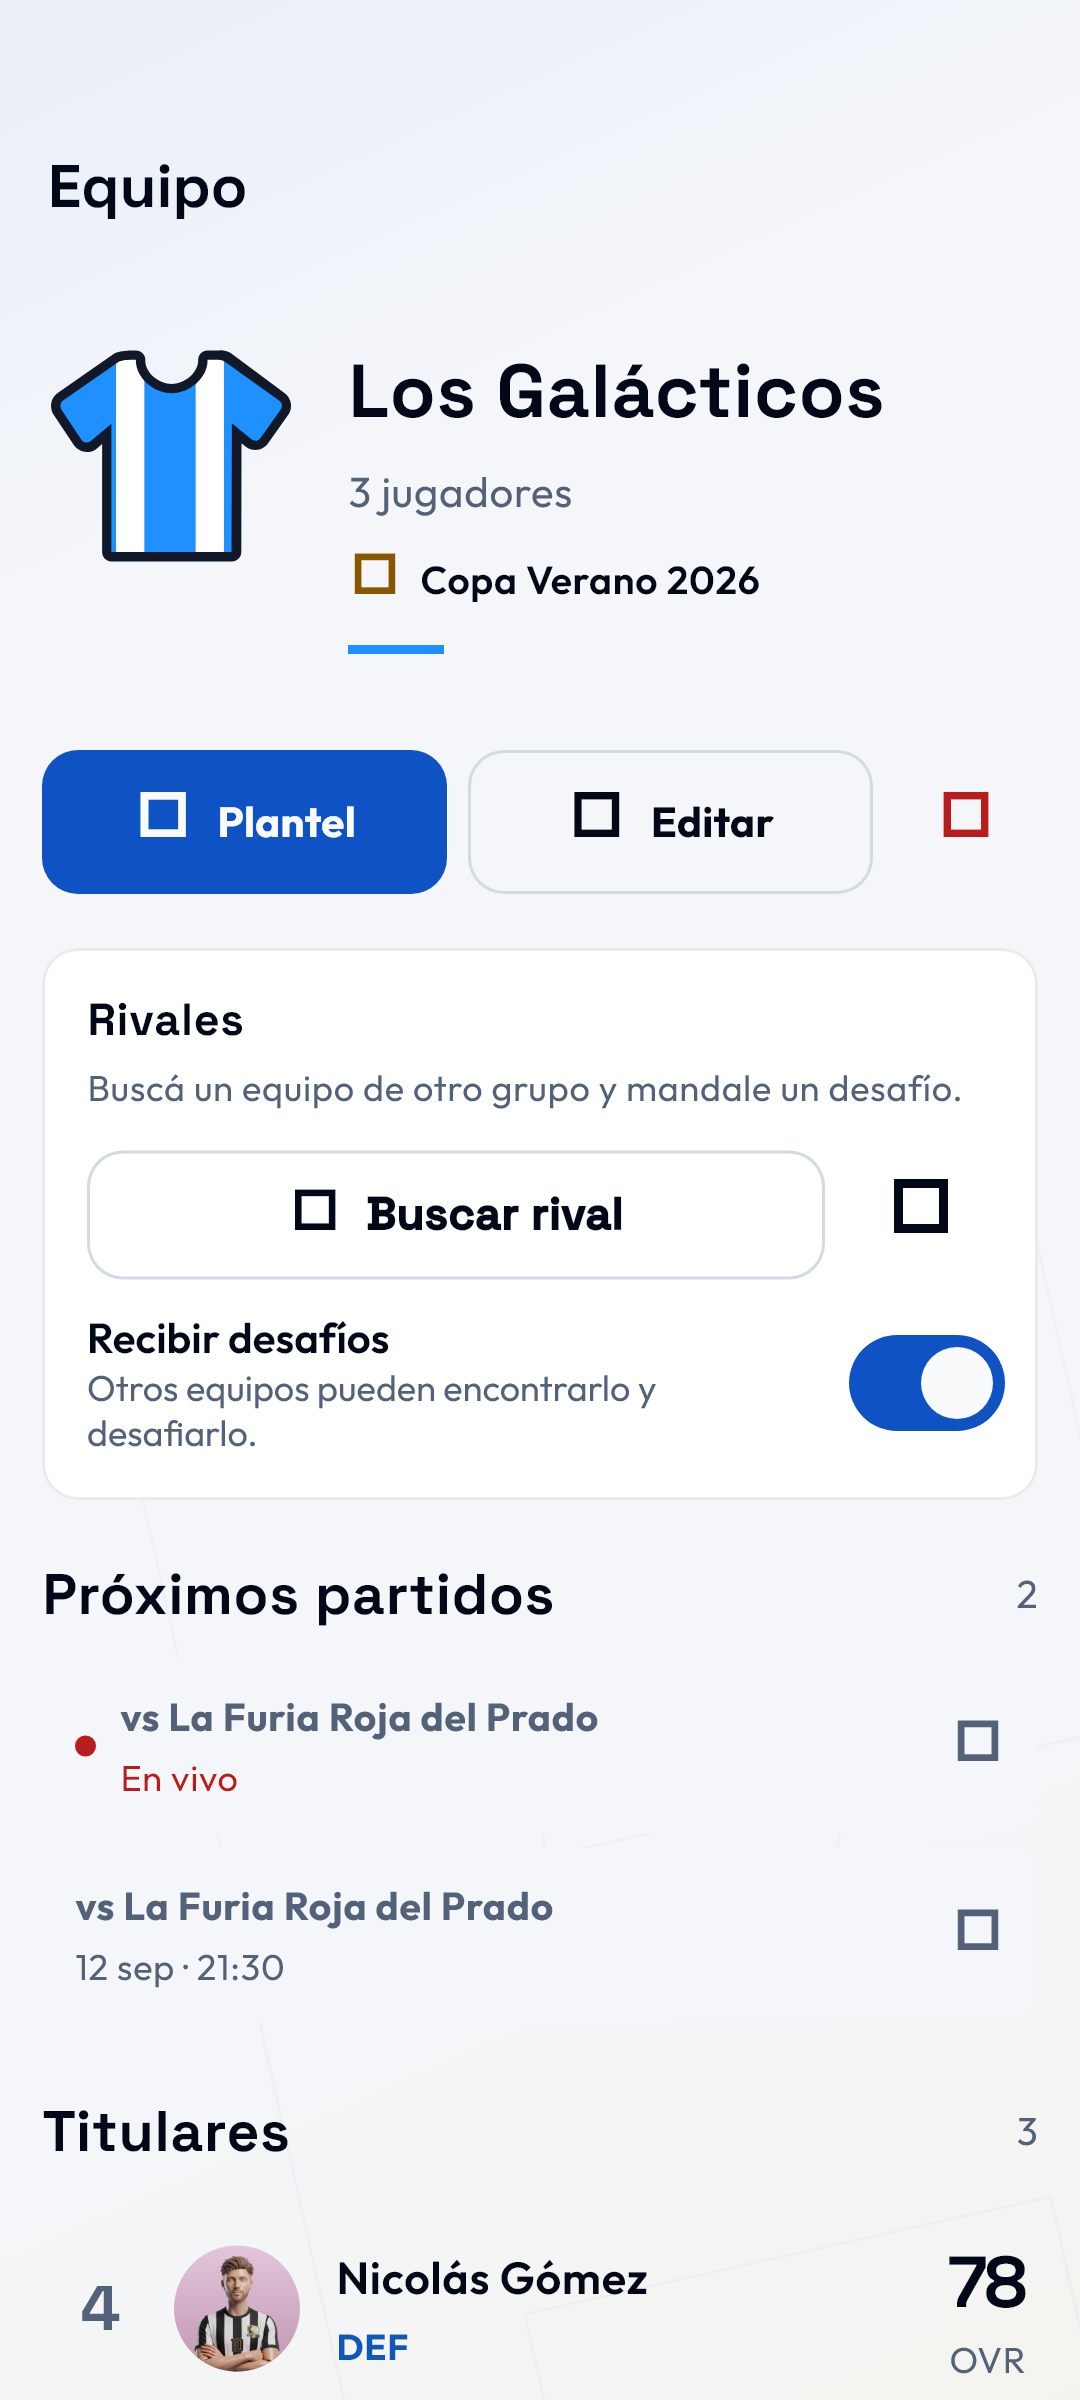 Equipo
Los Galácticos
3 jugadores
Copa Verano 2026
Plantel
Editar
Rivales
Buscá un equipo de otro grupo y mandale un desafío.
Buscar rival
Recibir desafíos
Otros equipos pueden encontrarlo y
desafiarlo.
Próximos partidos
2
vs La Furia Roja del Prado
En vivo
vs La Furia Roja del Prado
12 sep · 21:30
Titulares
3
4
Nicolás Gómez
DEF
78
OVR